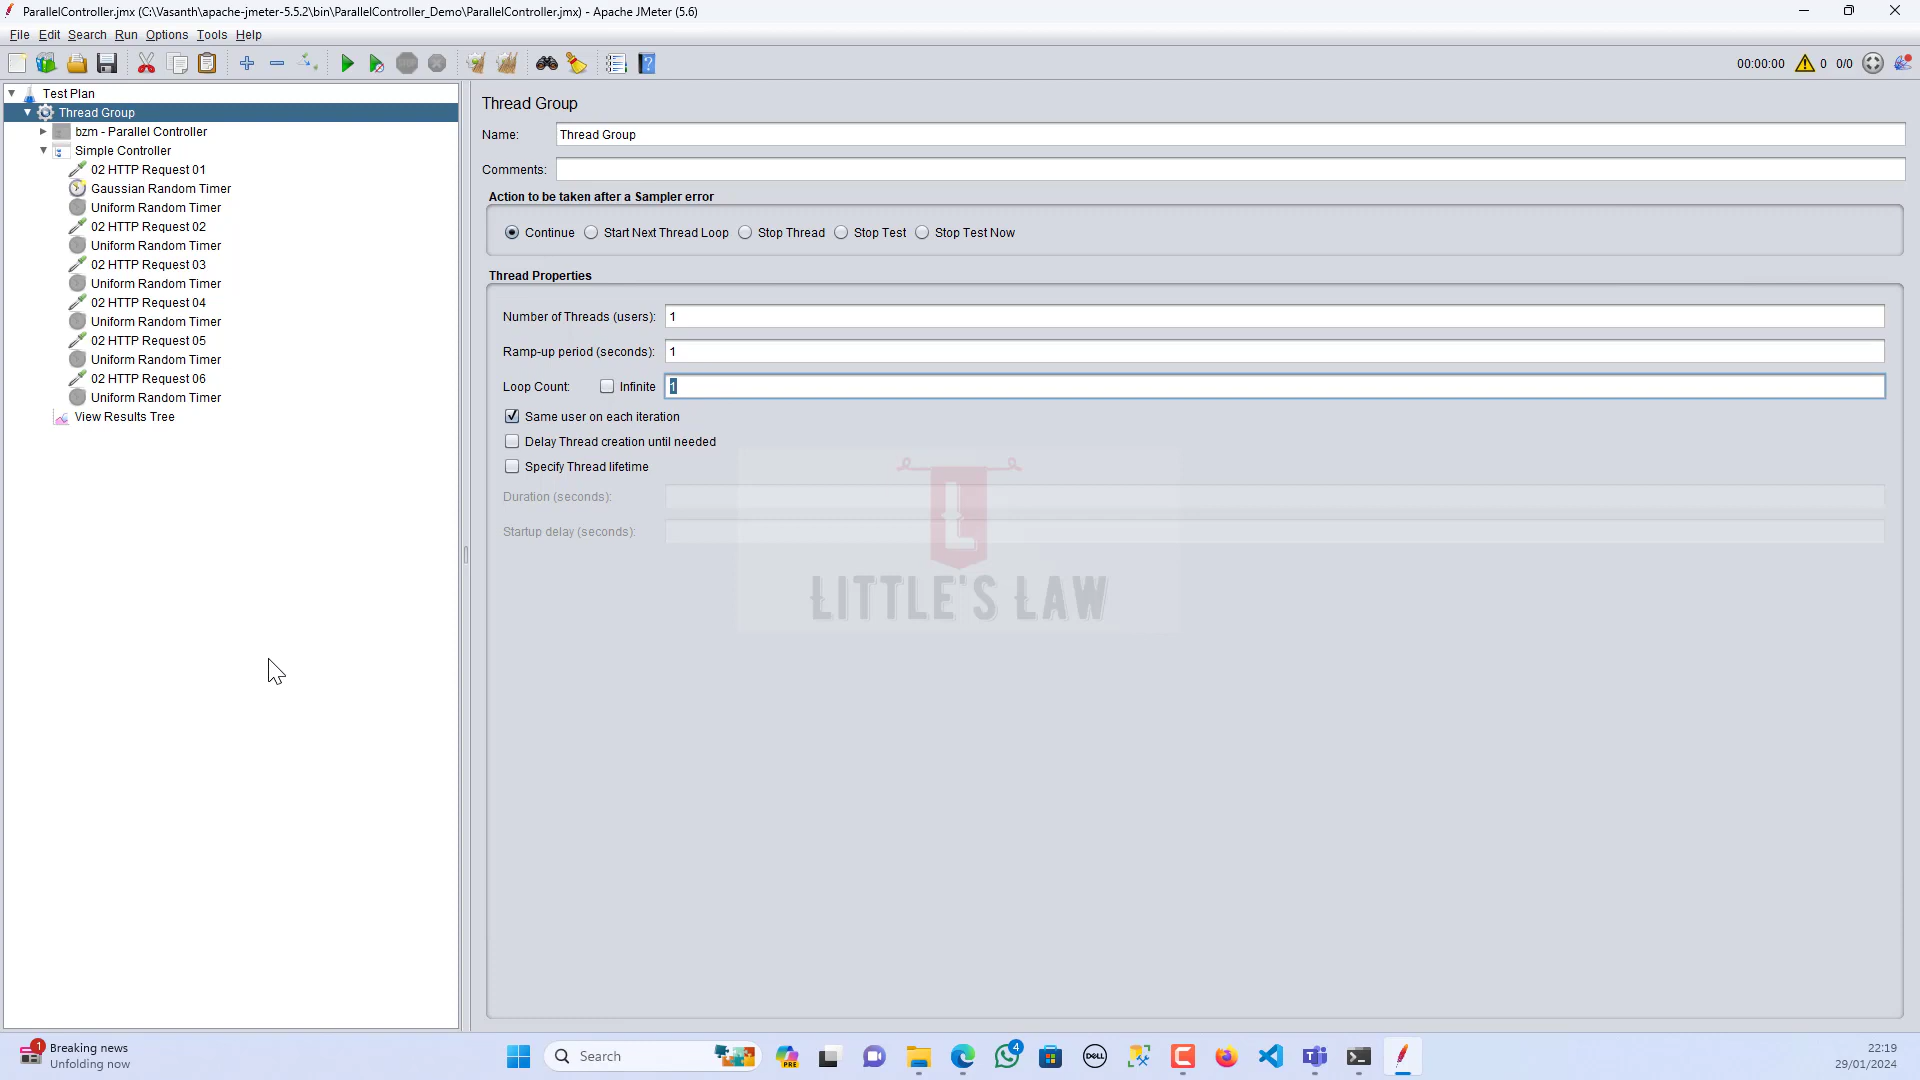 ParallelController.jmx (C:\Vasanth\apache-jmeter-5.5.2\bin\ParallelController_Demo\ParallelController.jmx) - Apache JMeter (5.6)
File Edit Search Run Options Tools Help
STOP
00:00:00 0 0/0
Test Plan
Thread Group
bzm - Parallel Controller
Simple Controller
02 HTTP Request 01
Gaussian Random Timer
Uniform Random Timer
02 HTTP Request 02
Uniform Random Timer
02 HTTP Request 03
Uniform Random Timer
02 HTTP Request 04
Uniform Random Timer
02 HTTP Request 05
Uniform Random Timer
02 HTTP Request 06
Uniform Random Timer
View Results Tree
Thread Group
Name: Thread Group
Comments:
Action to be taken after a Sampler error
Continue Start Next Thread Loop Stop Thread Stop Test Stop Test Now
Thread Properties
Number of Threads (users): 1
Ramp-up period (seconds): 1
Loop Count: Infinite 1
Same user on each iteration
Delay Thread creation until needed
Specify Thread lifetime
Duration (seconds):
Startup delay (seconds):
L
LITTLE'S LAW
1
Breaking news
Unfolding now
Search
PRE
4
DELL
22:19
29/01/2024